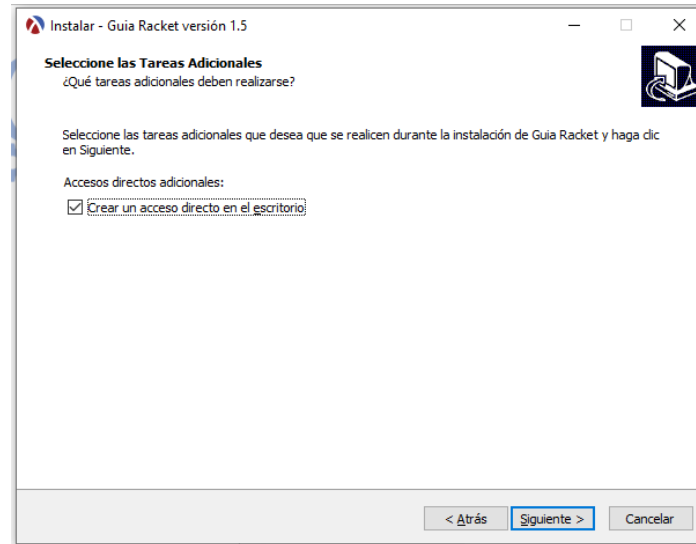 Instalar - Guia Racket versión 1.5
Seleccione las Tareas Adicionales
¿Qué tareas adicionales deben realizarse?
Seleccione las tareas adicionales que desea que se realicen durante la instalación de Guia Racket y haga clic
en Siguiente.
Accesos directos adicionales:
Crear un acceso directo en el escritorio
< Atrás Siguiente > Cancelar